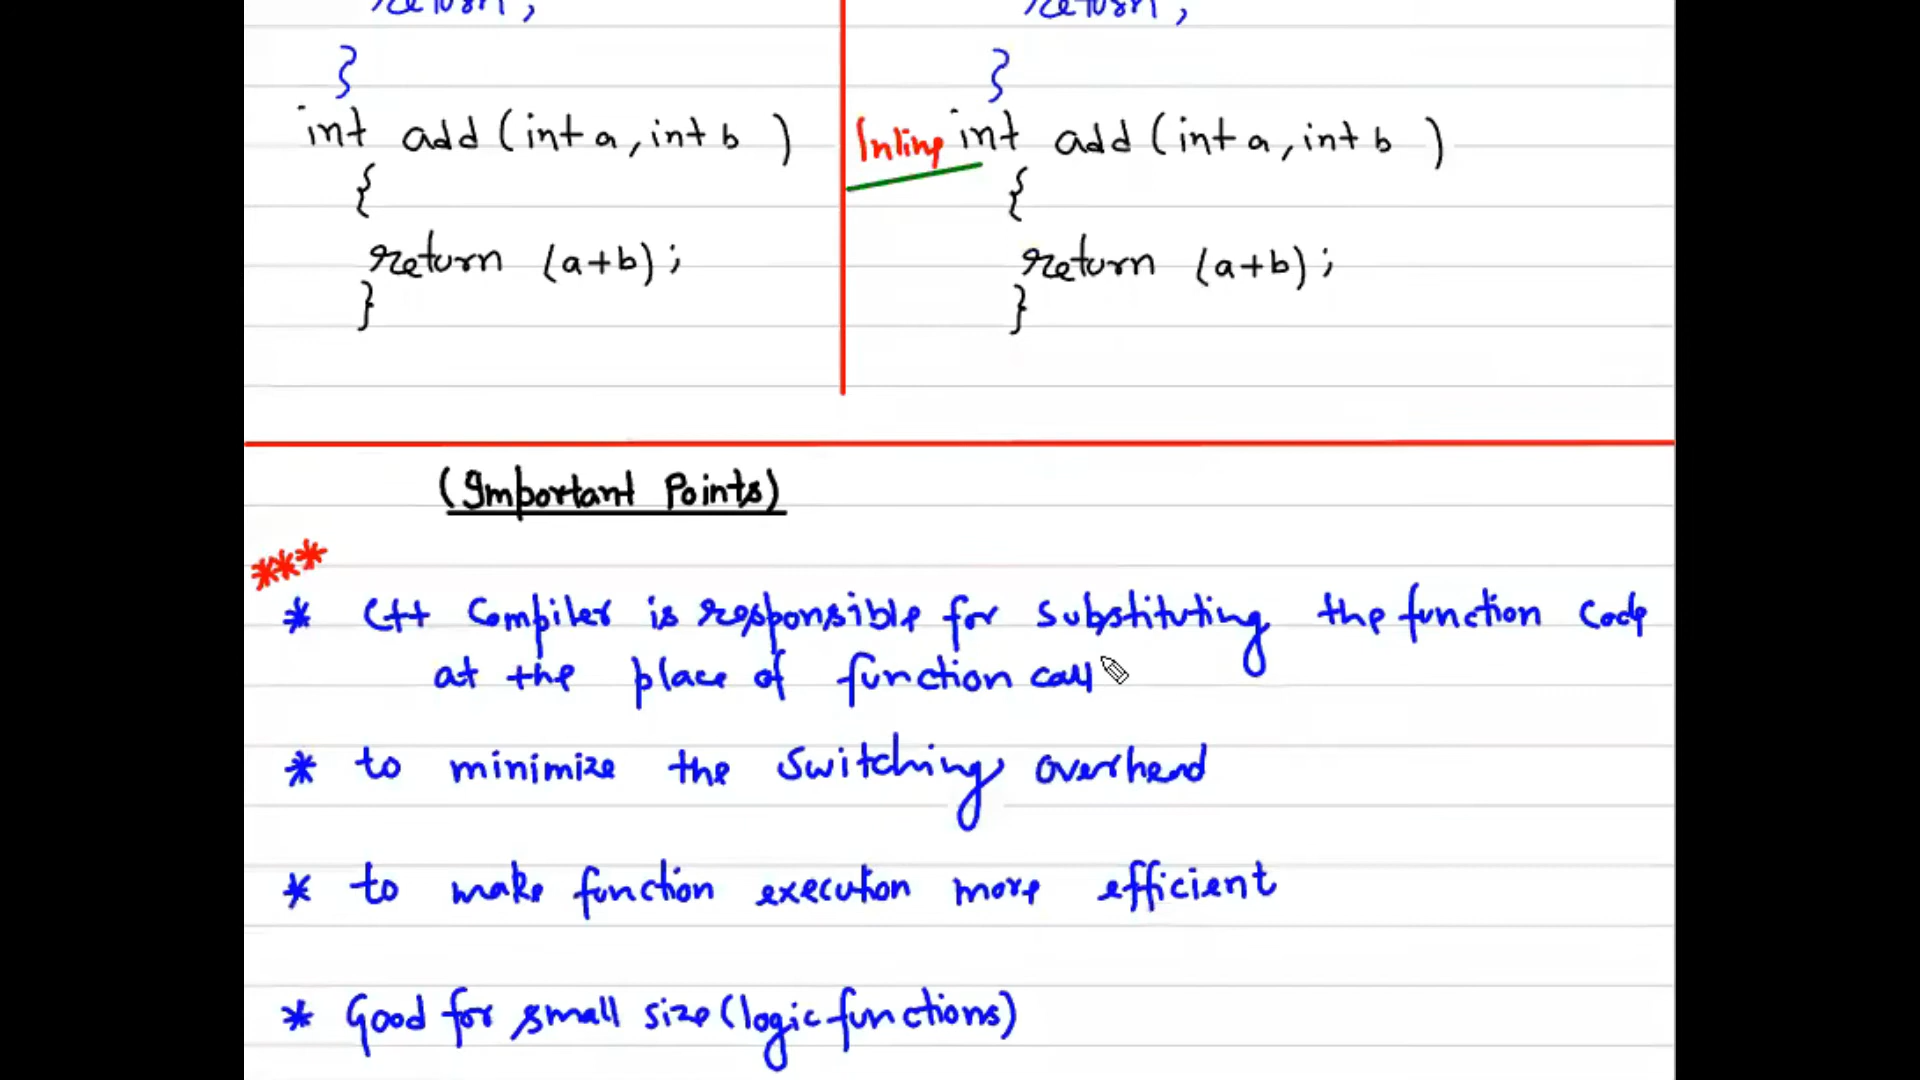 return;
return;
}
}
int add (int a, int b )
Inline int add (int a, int b )
{
{
return (a+b);
return (a+b);
}
}
(Important Points)
***
* C++ Compiler is responsible for substituting the function code
at the place of function call
* to minimize the switching overhead
* to make function execution more efficient
* Good for small size (logic functions)